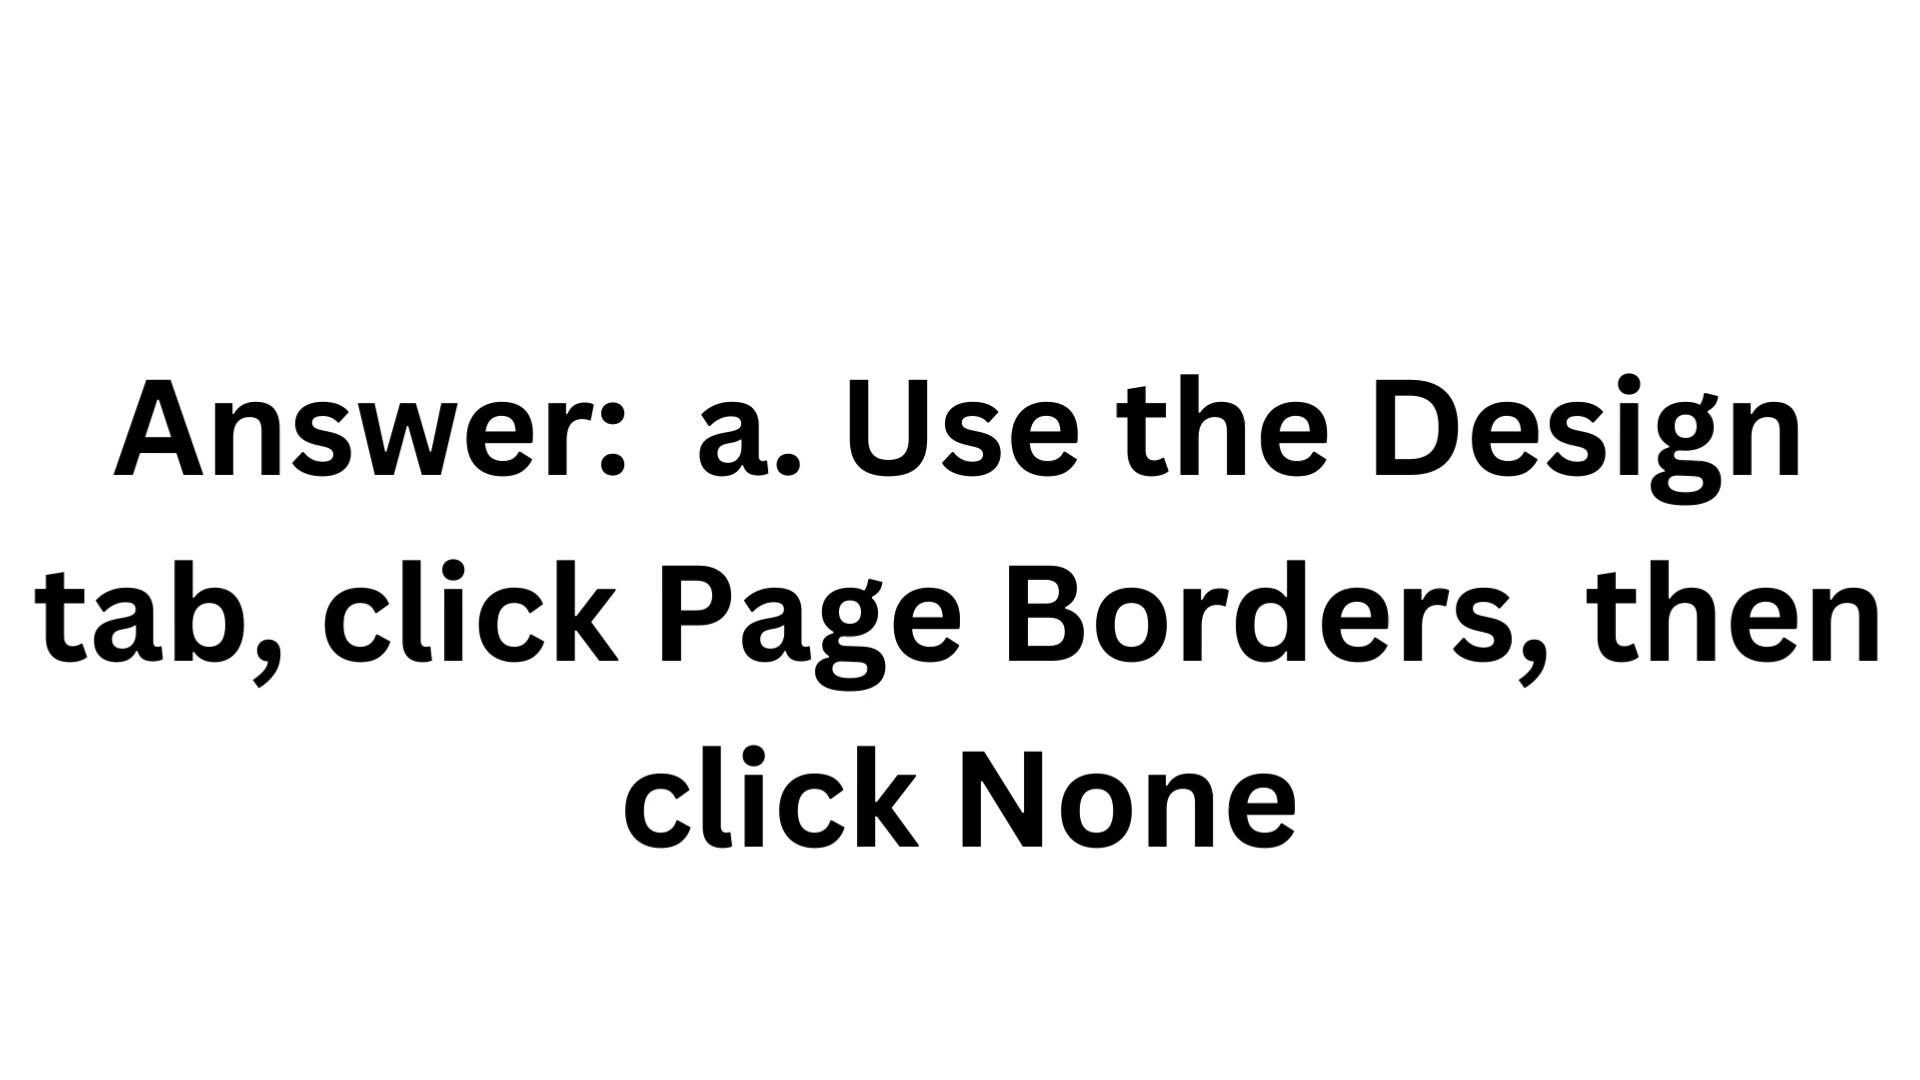 Answer:  a. Use the Design
tab, click Page Borders, then
click None